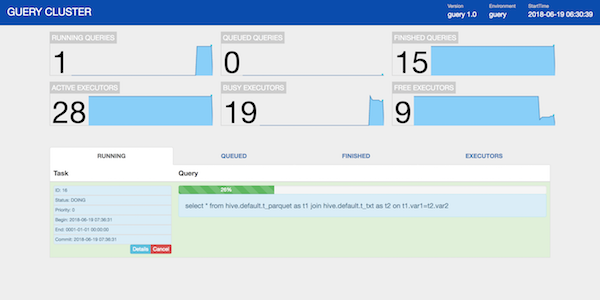 GUERY CLUSTER
Version
guery 1.0
Environment
guery
StartTime
2018-06-19 06:30:39
RUNNING QUERIES
1
QUEUED QUERIES
0
FINISHED QUERIES
15
ACTIVE EXECUTORS
28
BUSY EXECUTORS
19
FREE EXECUTORS
9
RUNNING
QUEUED
FINISHED
EXECUTORS
Task
Query
ID: 16
Status: DOING
Priority: 0
Begin: 2018-06-19 07:36:31
End: 0001-01-01 00:00:00
Commit: 2018-06-19 07:36:31
Details
Cancel
26%
select * from hive.default.t_parquet as t1 join hive.default.t_txt as t2 on t1.var1=t2.var2